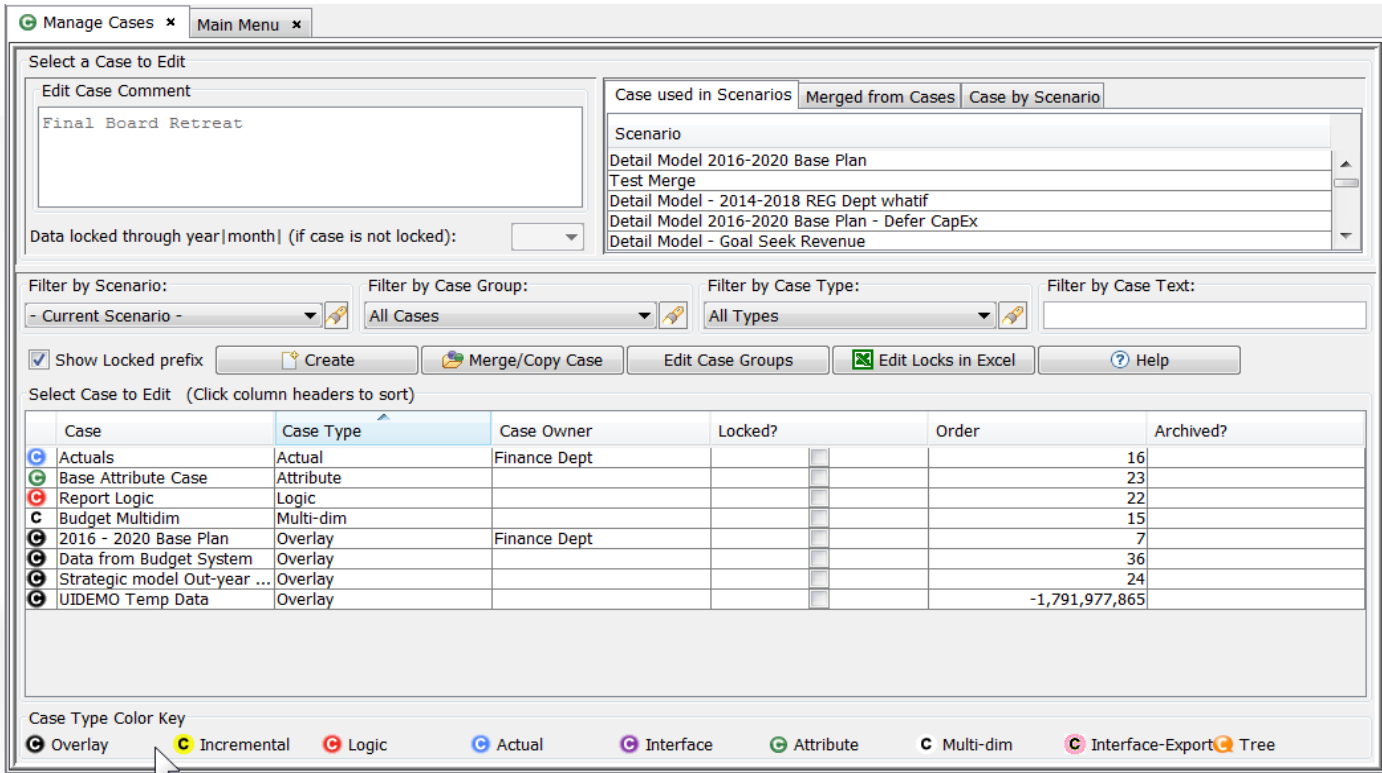 Manage Cases × Main Menu ×
Select a Case to Edit
Edit Case Comment
Final Board Retreat
Data locked through year|month| (if case is not locked):
Case used in Scenarios Merged from Cases Case by Scenario
Scenario
Detail Model 2016-2020 Base Plan
Test Merge
Detail Model - 2014-2018 REG Dept whatif
Detail Model 2016-2020 Base Plan - Defer CapEx
Detail Model - Goal Seek Revenue
Filter by Scenario: Filter by Case Group: Filter by Case Type: Filter by Case Text:
- Current Scenario - All Cases All Types
Show Locked prefix Create Merge/Copy Case Edit Case Groups Edit Locks in Excel ? Help
Select Case to Edit (Click column headers to sort)
Case Case Type Case Owner Locked? Order Archived?
C Actuals Actual Finance Dept 16
C Base Attribute Case Attribute 23
C Report Logic Logic 22
C Budget Multidim Multi-dim 15
C 2016 - 2020 Base Plan Overlay Finance Dept 7
C Data from Budget System Overlay 36
C Strategic model Out-year ... Overlay 24
C UIDEMO Temp Data Overlay -1,791,977,865
Case Type Color Key
C Overlay C Incremental C Logic C Actual C Interface C Attribute C Multi-dim C Interface-Export C Tree